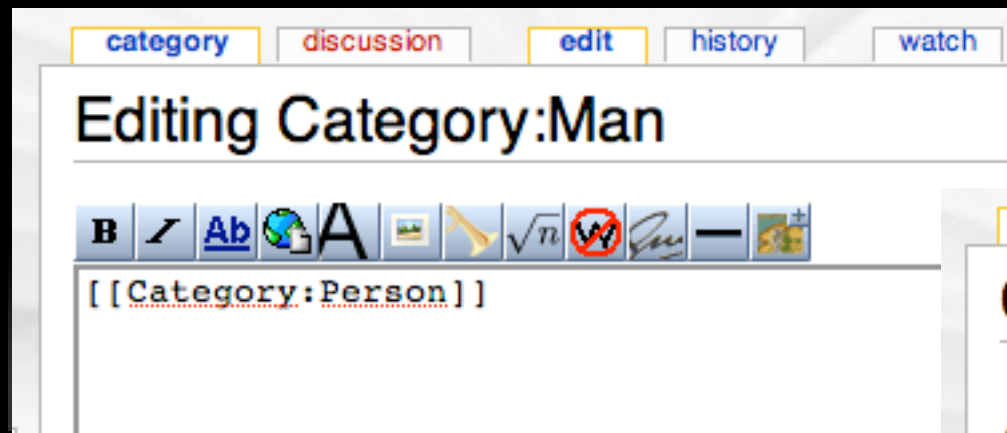 category discussion edit history watch
Editing Category:Man
B I Ab A √n W
[[Category:Person]]